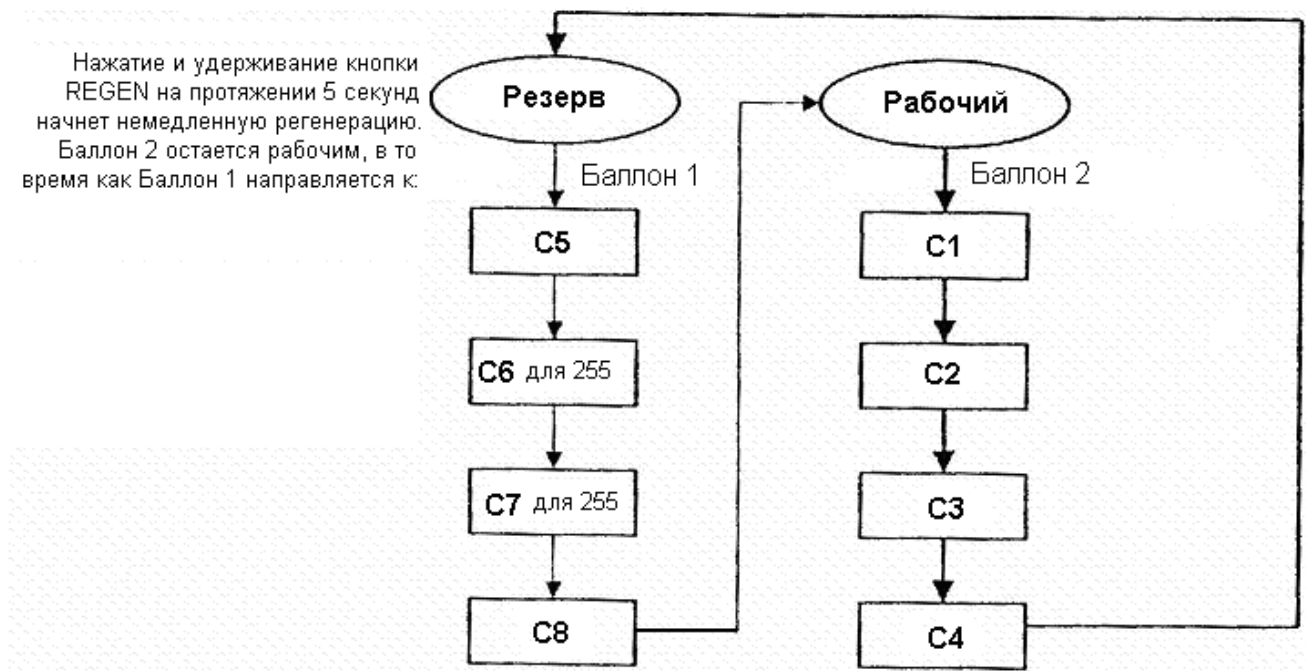 Нажатие и удерживание кнопки
REGEN на протяжении 5 секунд
начнет немедленную регенерацию.
Баллон 2 остается рабочим, в то
время как Баллон 1 направляется к:
Резерв
Рабочий
Баллон 1
Баллон 2
C5
C1
C6 для 255
C2
C7 для 255
C3
C8
C4